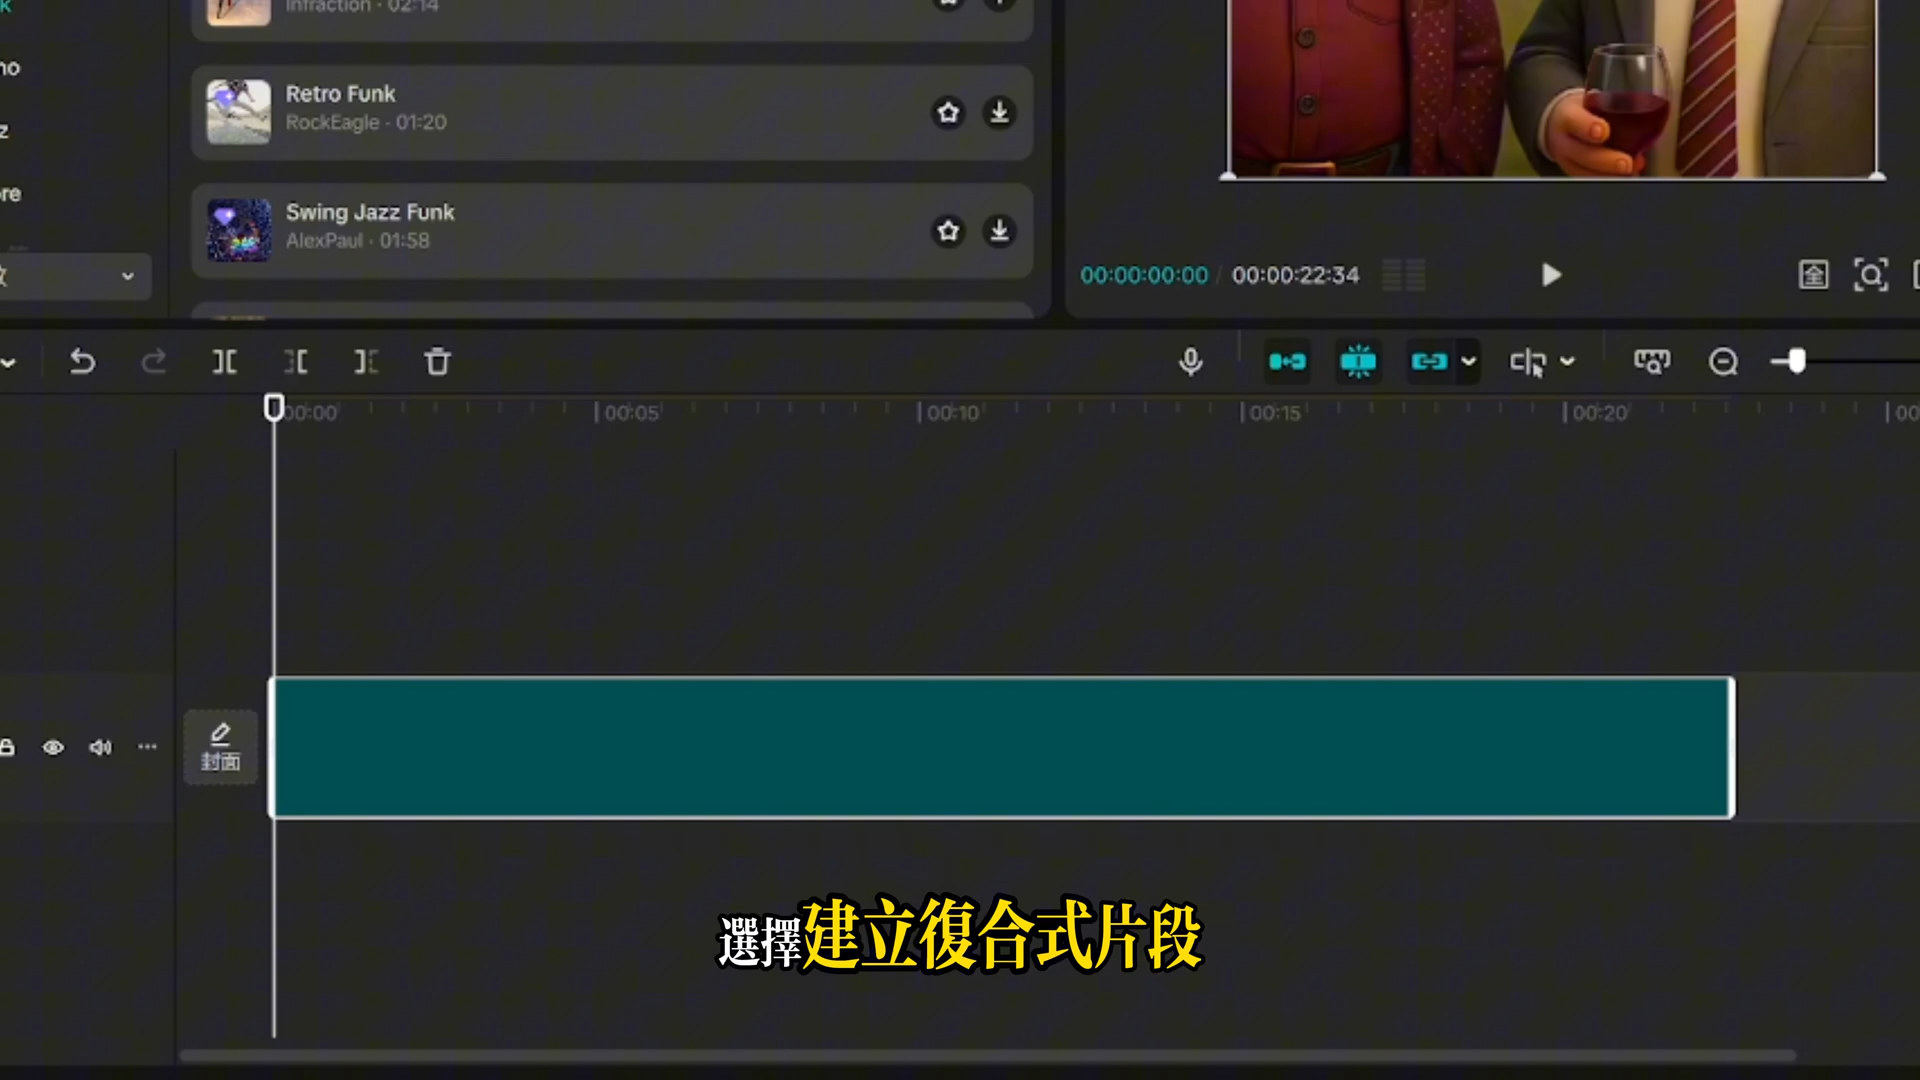 Infraction · 02:14
Retro Funk
RockEagle · 01:20
Swing Jazz Funk
AlexPaul · 01:58
00:00:00:00 / 00:00:22:34
全
00:00 00:05 00:10 00:15 00:20 00
封面
選擇建立復合式片段